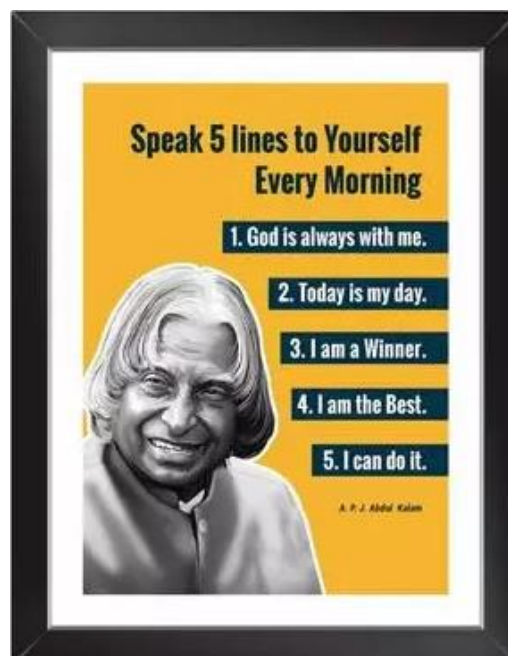 Speak 5 lines to Yourself
Every Morning
1. God is always with me.
2. Today is my day.
3. I am a Winner.
4. I am the Best.
5. I can do it.
A. P. J. Abdul Kalam